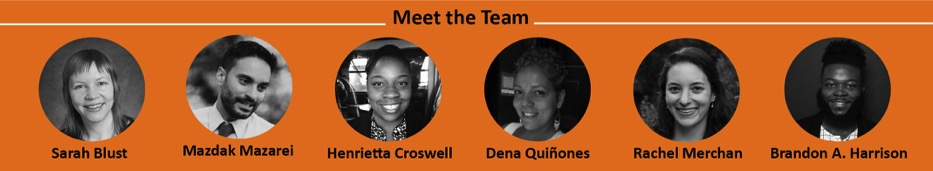 Meet the Team
Sarah Blust
Mazdak Mazarei
Henrietta Croswell
Dena Quiñones
Rachel Merchan
Brandon A. Harrison